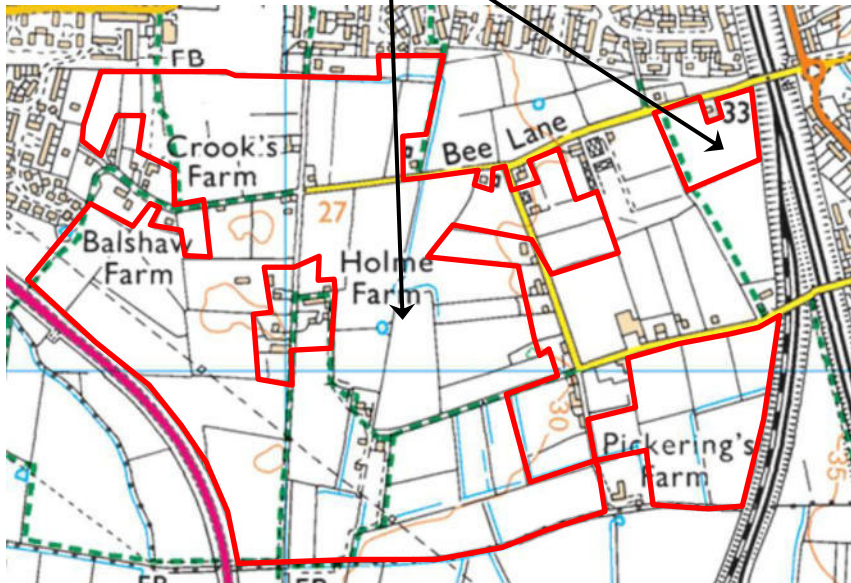 FB
33
Bee Lane
Crook's
Farm
27
Balshaw
Farm
Holme
Farm
30
Pickering's
Farm
35
FB
FB